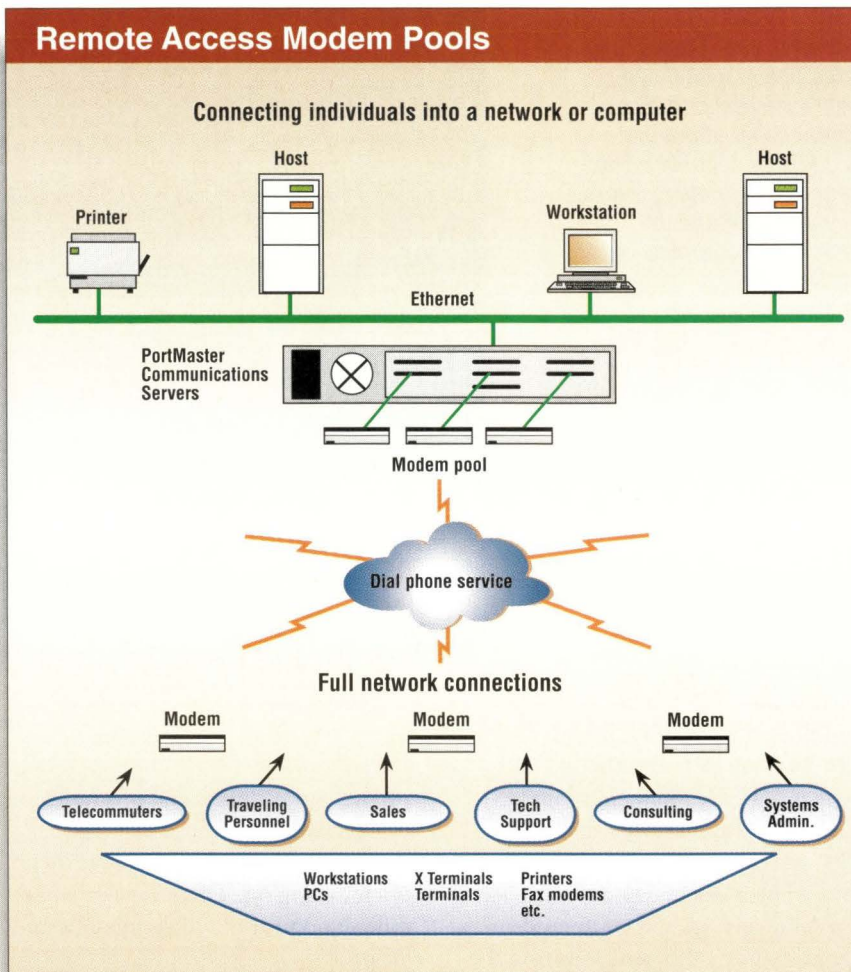 Remote Access Modem Pools
Connecting individuals into a network or computer
Host
Host
Printer
Workstation
Ethernet
PortMaster
Communications
Servers
Modem pool
Dial phone service
Full network connections
Modem
Modem
Modem
Telecommuters
Traveling
Personnel
Sales
Tech
Support
Consulting
Systems
Admin.
Workstations
PCs
X Terminals
Terminals
Printers
Fax modems
etc.